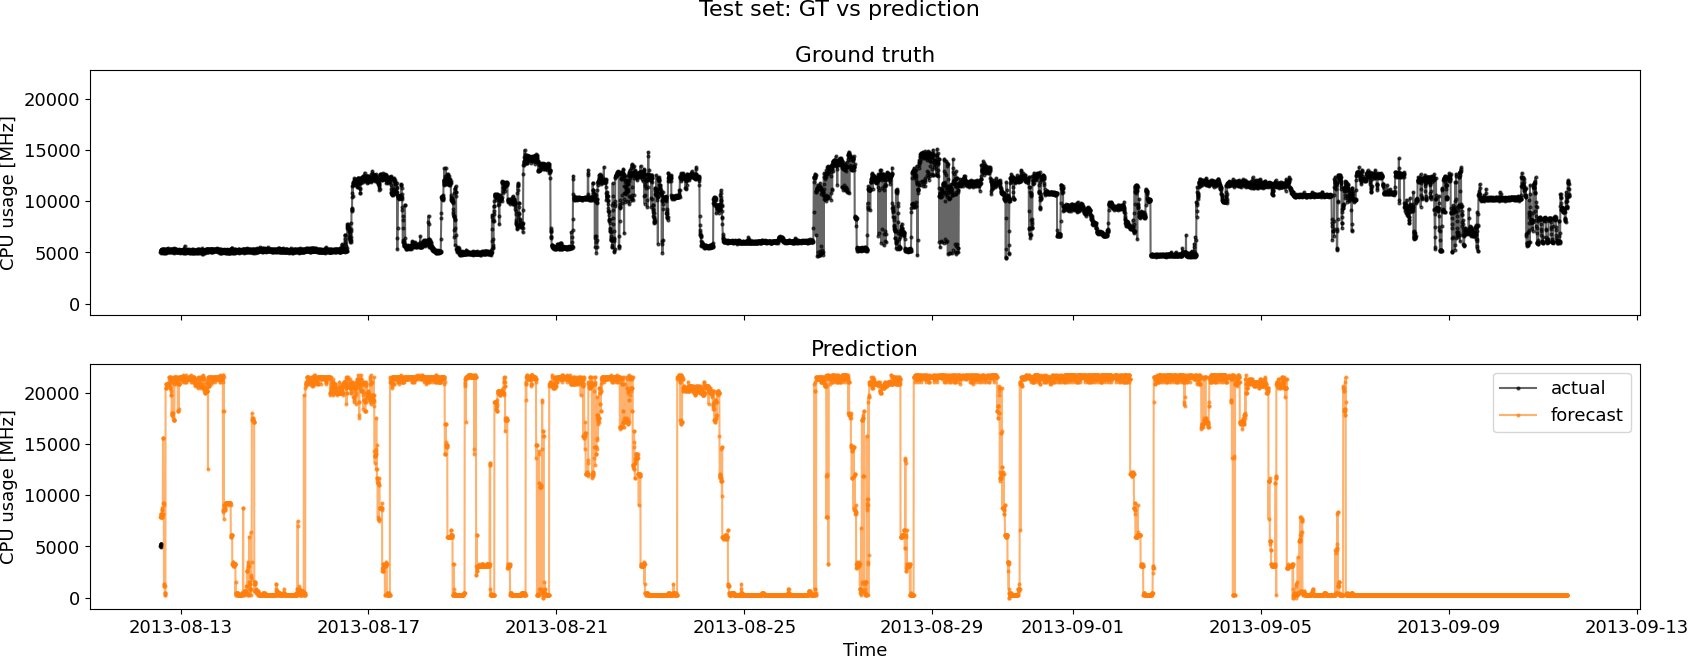 Test set: GT vs prediction
Ground truth
CPU usage [MHz]
20000
15000
10000
5000
0
Prediction
CPU usage [MHz]
20000
15000
10000
5000
0
actual
forecast
2013-08-13 2013-08-17 2013-08-21 2013-08-25 2013-08-29 2013-09-01 2013-09-05 2013-09-09 2013-09-13
Time